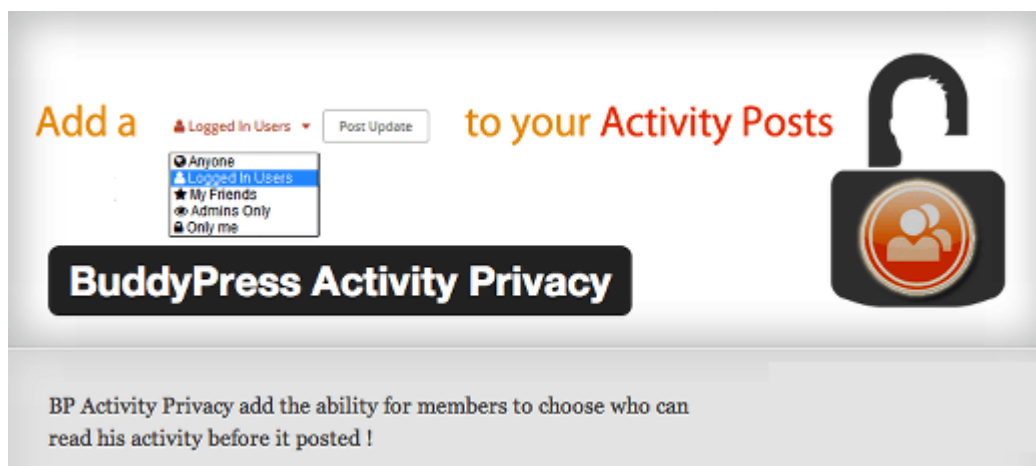 Add a Logged In Users Post Update to your Activity Posts
Anyone
Logged In Users
My Friends
Admins Only
Only me
BuddyPress Activity Privacy
BP Activity Privacy add the ability for members to choose who can
read his activity before it posted !